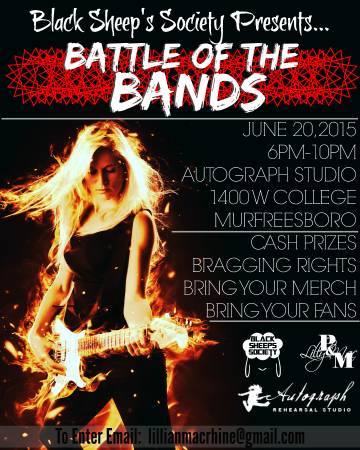 Black Sheep's Society Presents...
BATTLE OF THE
BANDS
JUNE 20, 2015
6PM-10PM
AUTOGRAPH STUDIO
1400 W COLLEGE
MURFREESBORO
CASH PRIZES
BRAGGING RIGHTS
BRING YOUR MERCH
BRING YOUR FANS
BLACK
SHEEPS
SOCIETY
P&M
Autograph
REHEARSAL STUDIO
To Enter Email: lillianmacrhine@gmail.com